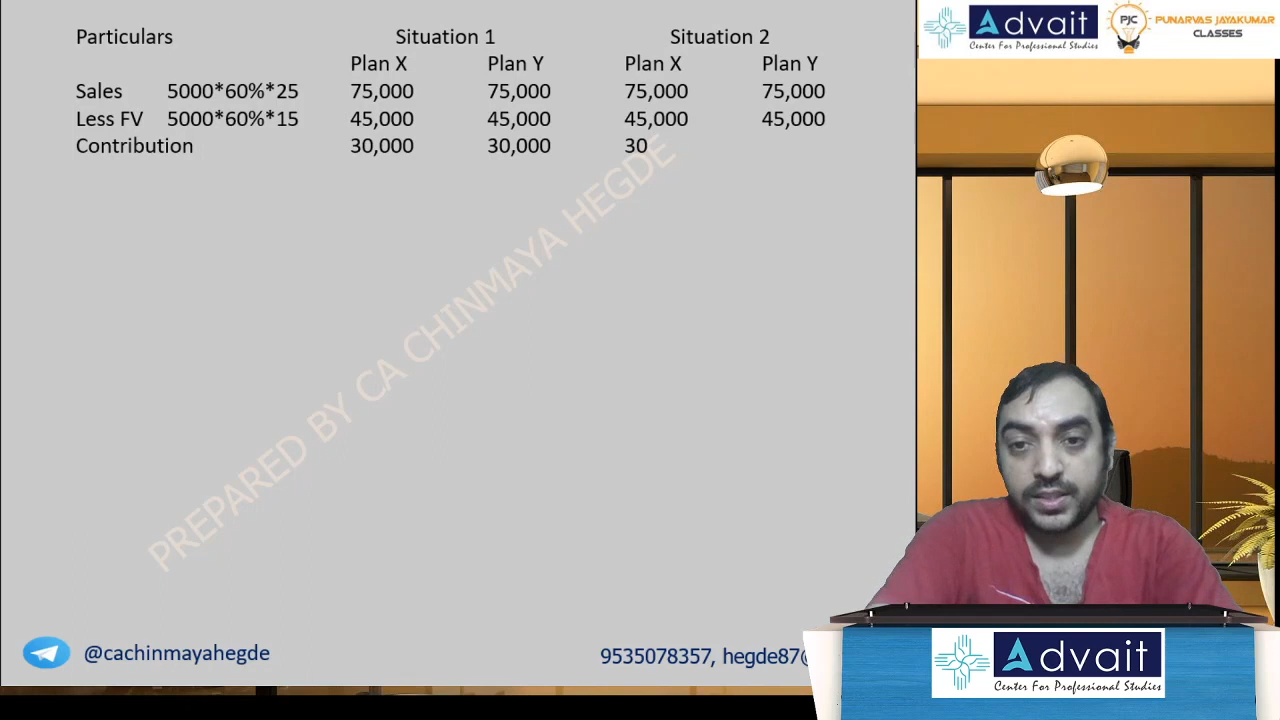 Particulars Situation 1 Situation 2
Plan X Plan Y Plan X Plan Y
Sales 5000*60%*25 75,000 75,000 75,000 75,000
Less FV 5000*60%*15 45,000 45,000 45,000 45,000
Contribution 30,000 30,000 30
PREPARED BY CA CHINMAYA HEGDE
@cachinmayahegde
9535078357, hegde87@
Advait
Center For Professional Studies
PJC
PUNARVAS JAYAKUMAR
CLASSES
Advait
Center For Professional Studies